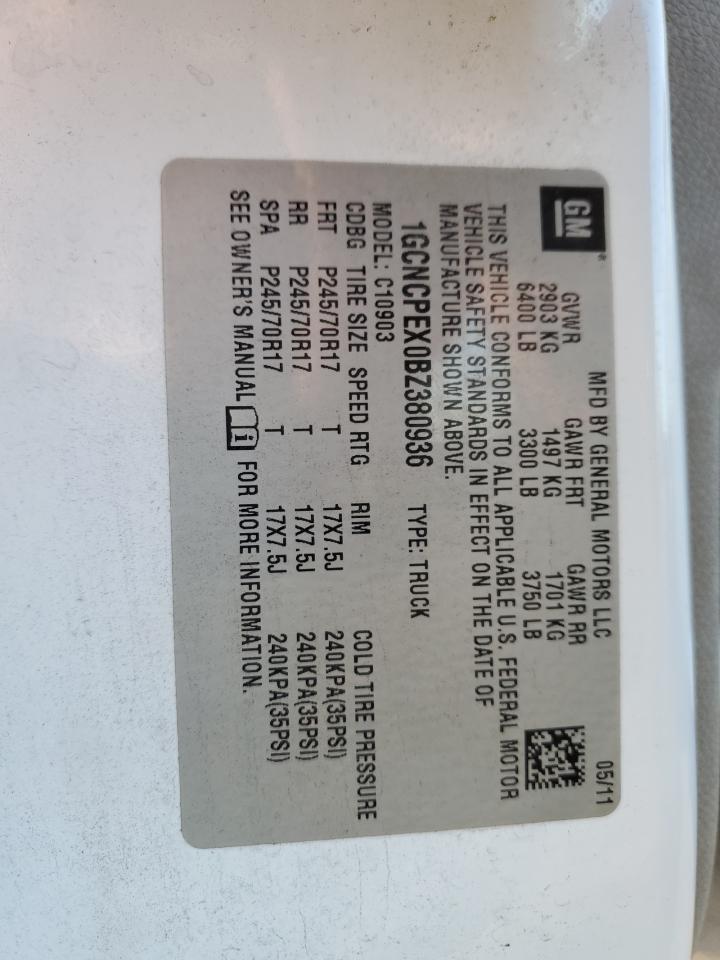 GM®
MFD BY GENERAL MOTORS LLC
05/11
GVWR GAWR FRT GAWR RR
2903 KG 1497 KG 1701 KG
6400 LB 3300 LB 3750 LB
THIS VEHICLE CONFORMS TO ALL APPLICABLE U.S. FEDERAL MOTOR
VEHICLE SAFETY STANDARDS IN EFFECT ON THE DATE OF
MANUFACTURE SHOWN ABOVE.
1GCNCPEX0BZ380936 TYPE: TRUCK
MODEL: C10903
CDBG TIRE SIZE SPEED RTG RIM COLD TIRE PRESSURE
FRT P245/70R17 T 17X7.5J 240KPA(35PSI)
RR P245/70R17 T 17X7.5J 240KPA(35PSI)
SPA P245/70R17 T 17X7.5J 240KPA(35PSI)
SEE OWNER'S MANUAL i FOR MORE INFORMATION.